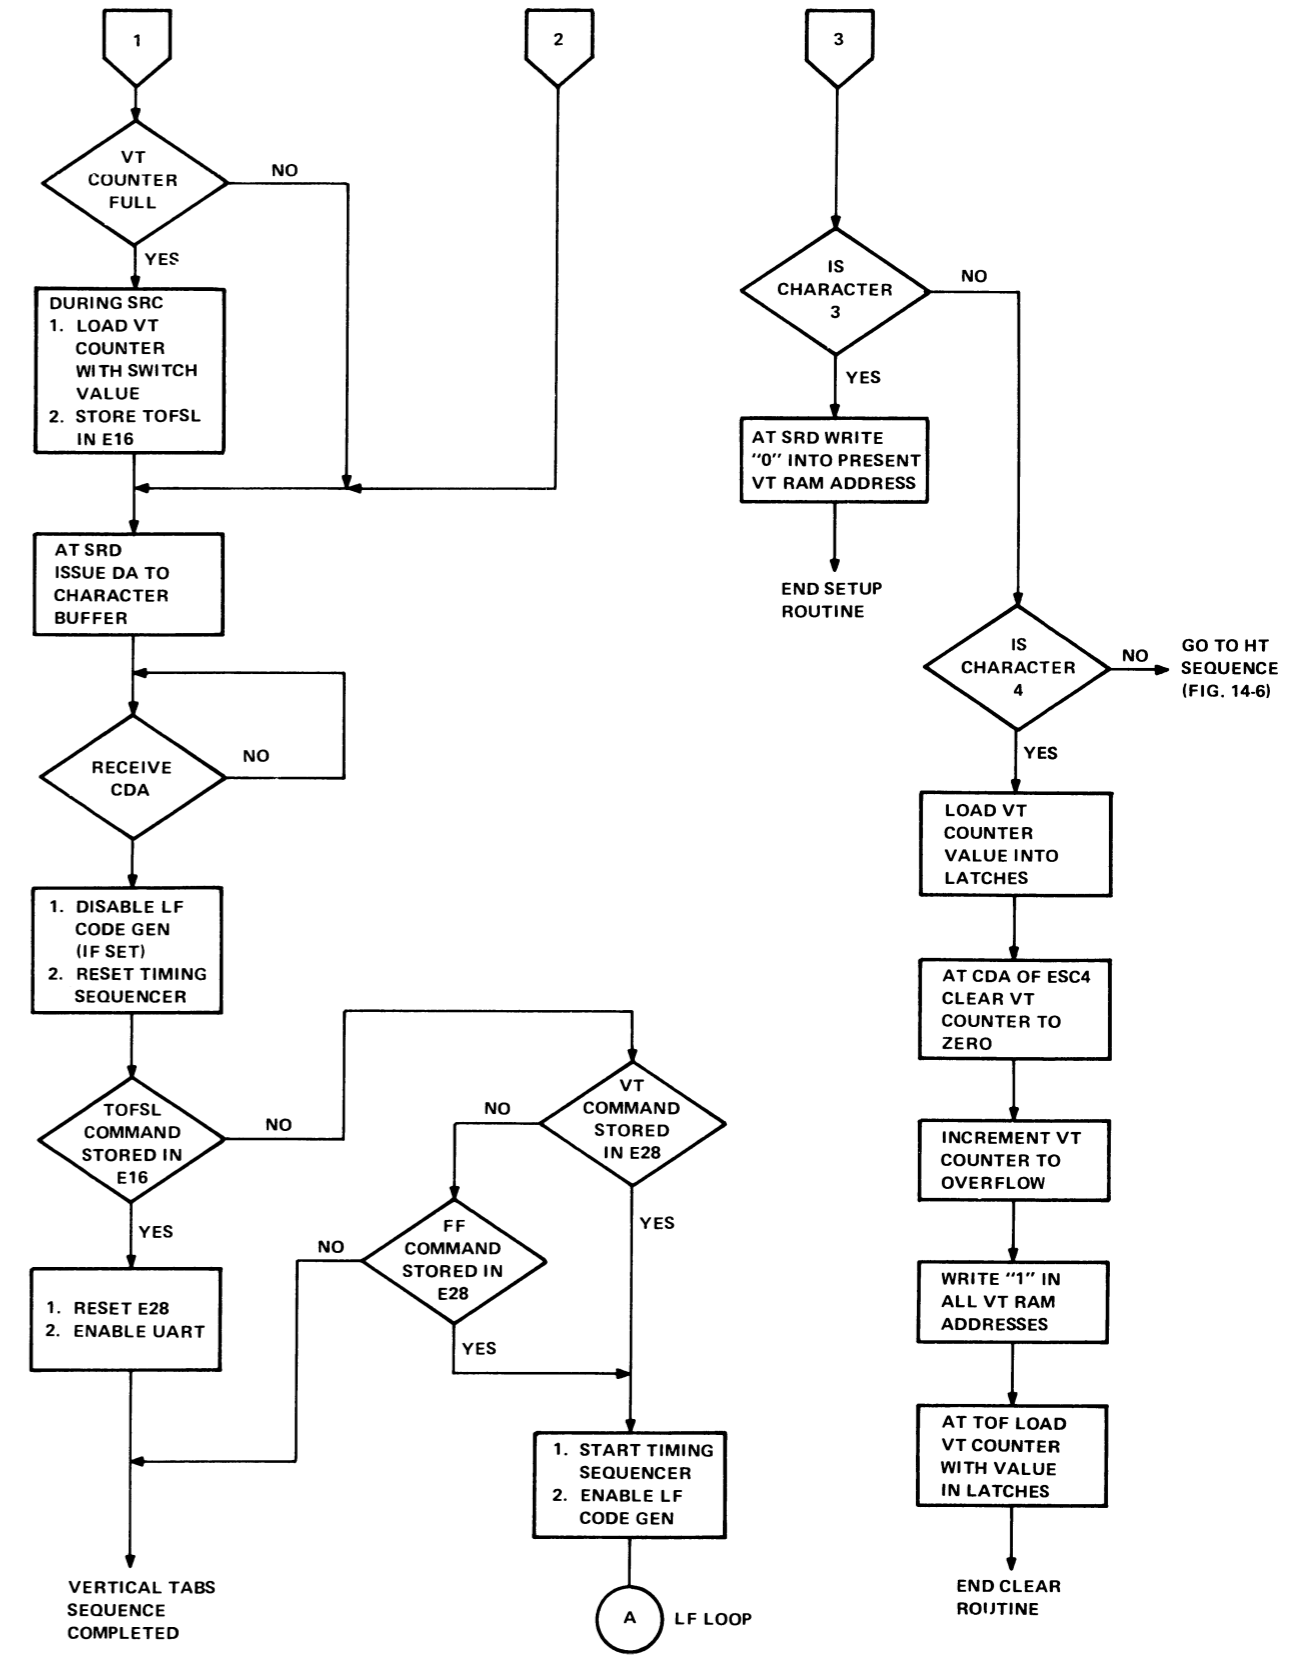 1
VT
COUNTER
FULL
NO
YES
DURING SRC
1. LOAD VT
COUNTER
WITH SWITCH
VALUE
2. STORE TOFSL
IN E16
2
AT SRD
ISSUE DA TO
CHARACTER
BUFFER
RECEIVE
CDA
NO
1. DISABLE LF
CODE GEN
(IF SET)
2. RESET TIMING
SEQUENCER
TOFSL
COMMAND
STORED IN
E16
NO
YES
1. RESET E28
2. ENABLE UART
VERTICAL TABS
SEQUENCE
COMPLETED
VT
COMMAND
STORED
IN E28
NO
YES
FF
COMMAND
STORED IN
E28
NO
YES
1. START TIMING
SEQUENCER
2. ENABLE LF
CODE GEN
A
LF LOOP
3
IS
CHARACTER
3
NO
YES
AT SRD WRITE
"0" INTO PRESENT
VT RAM ADDRESS
END SETUP
ROUTINE
IS
CHARACTER
4
NO
GO TO HT
SEQUENCE
(FIG. 14-6)
YES
LOAD VT
COUNTER
VALUE INTO
LATCHES
AT CDA OF ESC4
CLEAR VT
COUNTER TO
ZERO
INCREMENT VT
COUNTER TO
OVERFLOW
WRITE "1" IN
ALL VT RAM
ADDRESSES
AT TOF LOAD
VT COUNTER
WITH VALUE
IN LATCHES
END CLEAR
ROUTINE